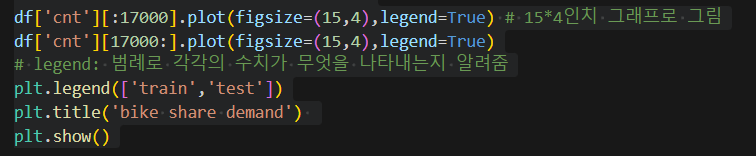 df['cnt'][:17000].plot(figsize=(15,4),legend=True) # 15*4인치 그래프로 그림
df['cnt'][17000:].plot(figsize=(15,4),legend=True)
# legend: 범례로 각각의 수치가 무엇을 나타내는지 알려줌
plt.legend(['train','test'])
plt.title('bike share demand')
plt.show()